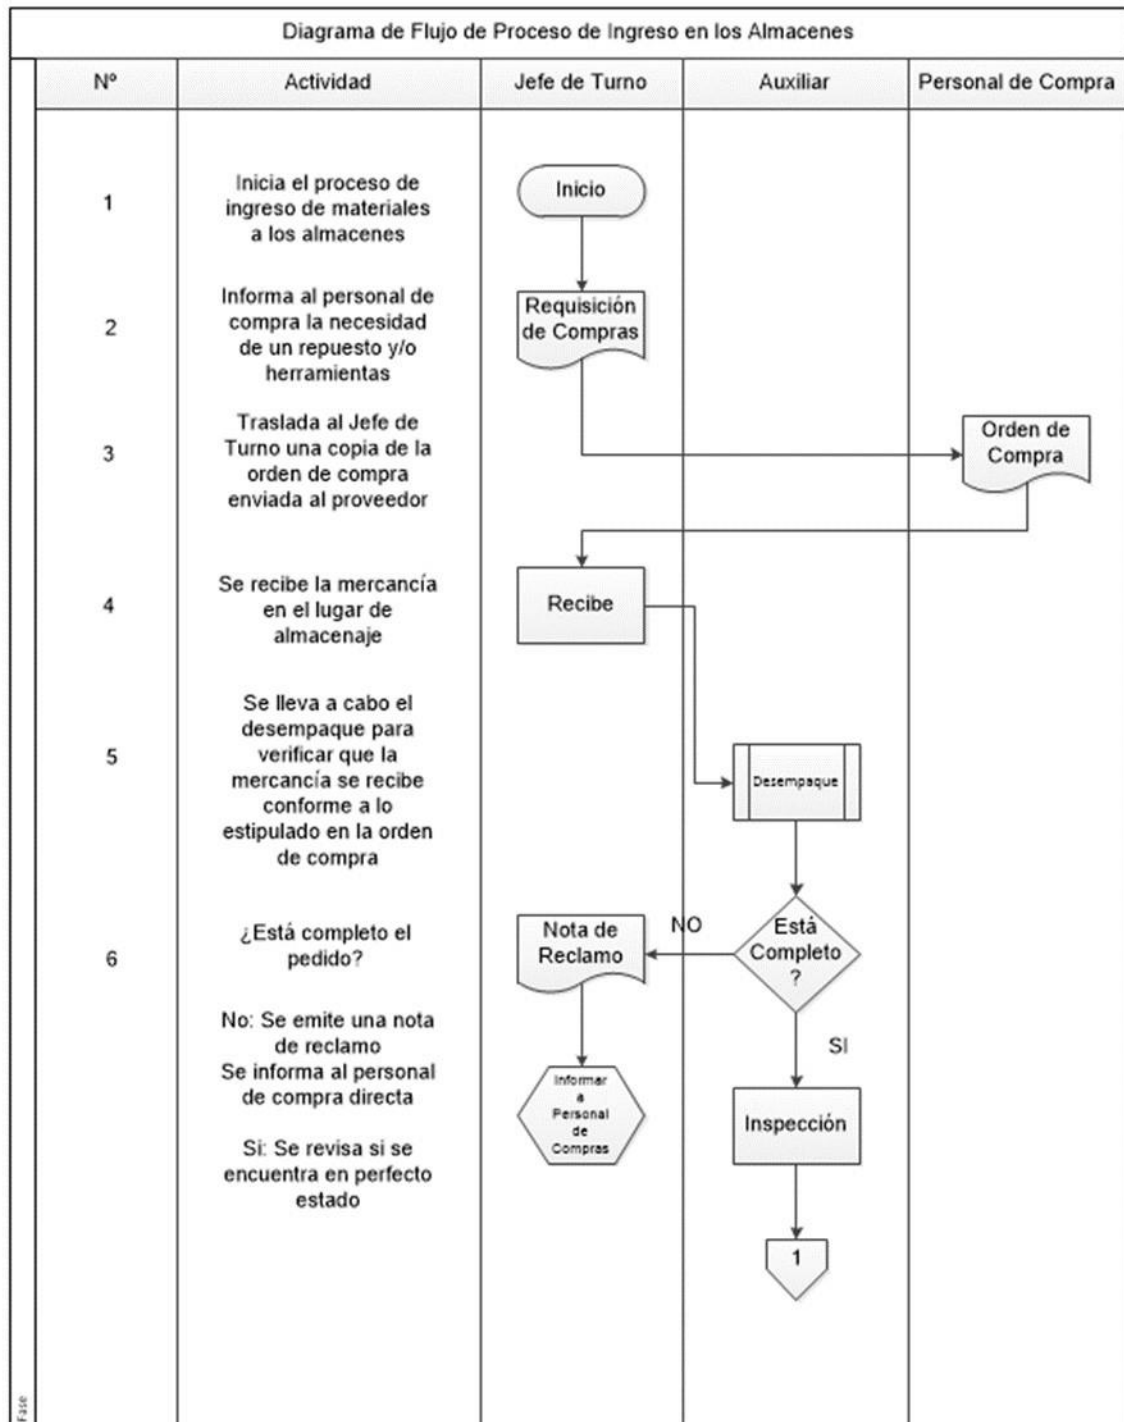 Diagrama de Flujo de Proceso de Ingreso en los Almacenes
Nº
Actividad
Jefe de Turno
Auxiliar
Personal de Compra
1
Inicia el proceso de
ingreso de materiales
a los almacenes
Inicio
2
Informa al personal de
compra la necesidad
de un repuesto y/o
herramientas
Requisición
de Compras
3
Traslada al Jefe de
Turno una copia de la
orden de compra
enviada al proveedor
Orden de
Compra
4
Se recibe la mercancía
en el lugar de
almacenaje
Recibe
5
Se lleva a cabo el
desempaque para
verificar que la
mercancía se recibe
conforme a lo
estipulado en la orden
de compra
Desempaque
6
¿Está completo el
pedido?
No: Se emite una nota
de reclamo
Se informa al personal
de compra directa
Si: Se revisa si se
encuentra en perfecto
estado
Nota de
Reclamo
NO
Está
Completo
?
SI
Informar
a
Personal
de
Compras
Inspección
1
Fase